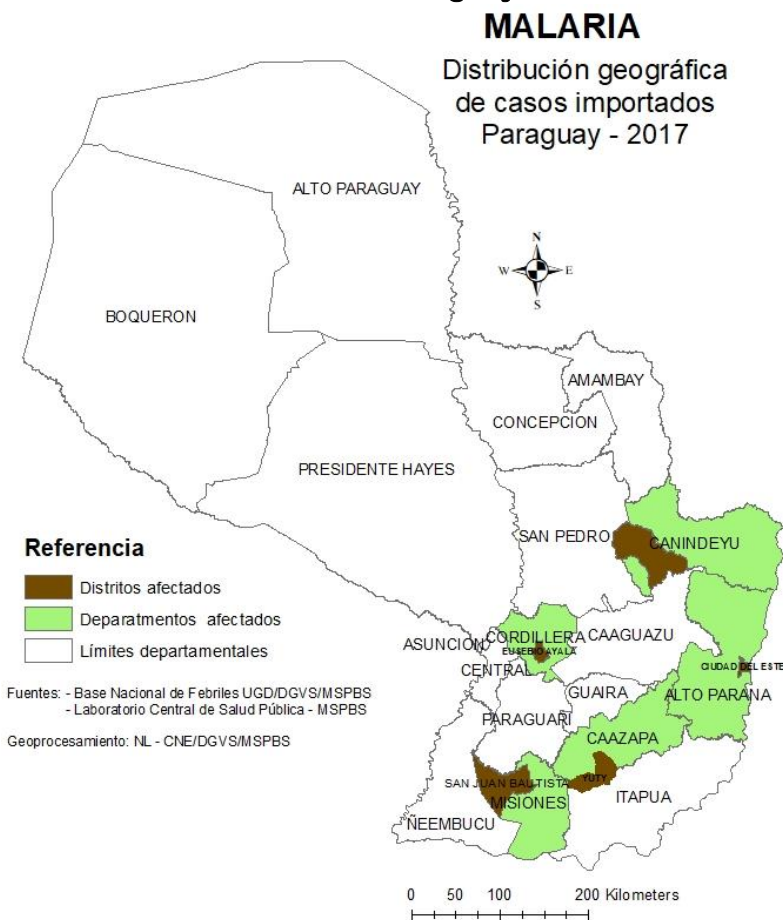 MALARIA
Distribución geográfica
de casos importados
Paraguay - 2017
ALTO PARAGUAY
N
W E
S
BOQUERON
AMAMBAY
CONCEPCION
PRESIDENTE HAYES
SAN PEDRO
CANINDEYU
Referencia
Distritos afectados
Deparatmentos afectados
Límites departamentales
ASUNCION
CORDILLERA
CAAGUAZU
EUSEBIO AYALA
CENTRAL
CIUDAD DEL ESTE
GUAIRA
ALTO PARANA
Fuentes: - Base Nacional de Febriles UGD/DGVS/MSPBS
- Laboratorio Central de Salud Pública - MSPBS
PARAGUARI
CAAZAPA
Geoprocesamiento: NL - CNE/DGVS/MSPBS
SAN JUAN BAUTISTA
YUTY
MISIONES
ITAPUA
ÑEEMBUCU
0 50 100 200 Kilometers